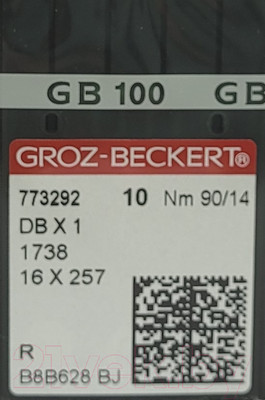 GB 100 GB
GROZ-BECKERT®
773292 10 Nm 90/14
DB X 1
1738
16 X 257
R
B8B628 BJ